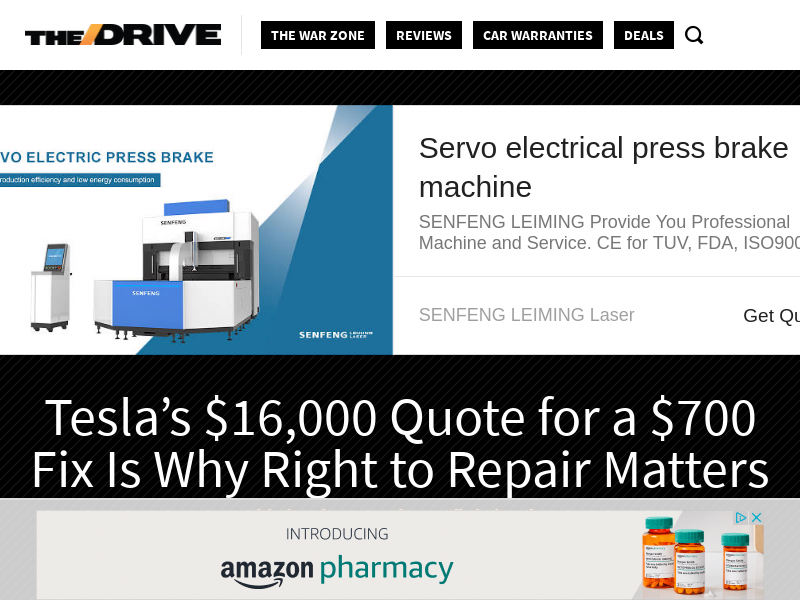 THE DRIVE
THE WAR ZONE
REVIEWS
CAR WARRANTIES
DEALS
VO ELECTRIC PRESS BRAKE
roduction efficiency and low energy consumption
SENFENG
SENFENG
SENFENG LEIMING LASER
Servo electrical press brake
machine
SENFENG LEIMING Provide You Professional
Machine and Service. CE for TUV, FDA, ISO900
SENFENG LEIMING Laser
Get Qu
Tesla’s $16,000 Quote for a $700
Fix Is Why Right to Repair Matters
INTRODUCING
amazon pharmacy